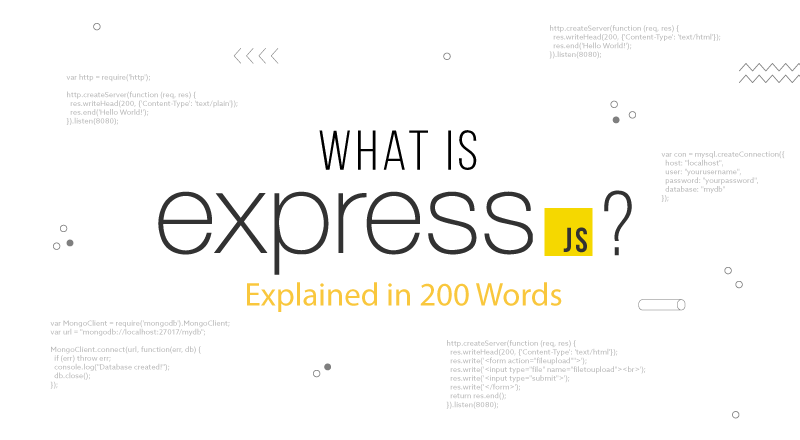 http.createServer(function (req, res) {
res.writeHead(200, {'Content-Type': 'text/html'});
res.end('Hello World!');
}).listen(8080);
var http = require('http');
http.createServer(function (req, res) {
res.writeHead(200, {'Content-Type': 'text/plain'});
res.end('Hello World!');
}).listen(8080);
WHAT IS
express JS ?
Explained in 200 Words
var con = mysql.createConnection({
host: "localhost",
user: "yourusername",
password: "yourpassword",
database: "mydb"
});
var MongoClient = require('mongodb').MongoClient;
var url = "mongodb://localhost:27017/mydb";
MongoClient.connect(url, function(err, db) {
if (err) throw err;
console.log("Database created!");
db.close();
});
http.createServer(function (req, res) {
res.writeHead(200, {'Content-Type': 'text/html'});
res.write('<form action="fileupload"'>');
res.write('<input type="file" name="filetoupload"><br>');
res.write('<input type="submit">');
res.write('</form>');
return res.end();
}).listen(8080);